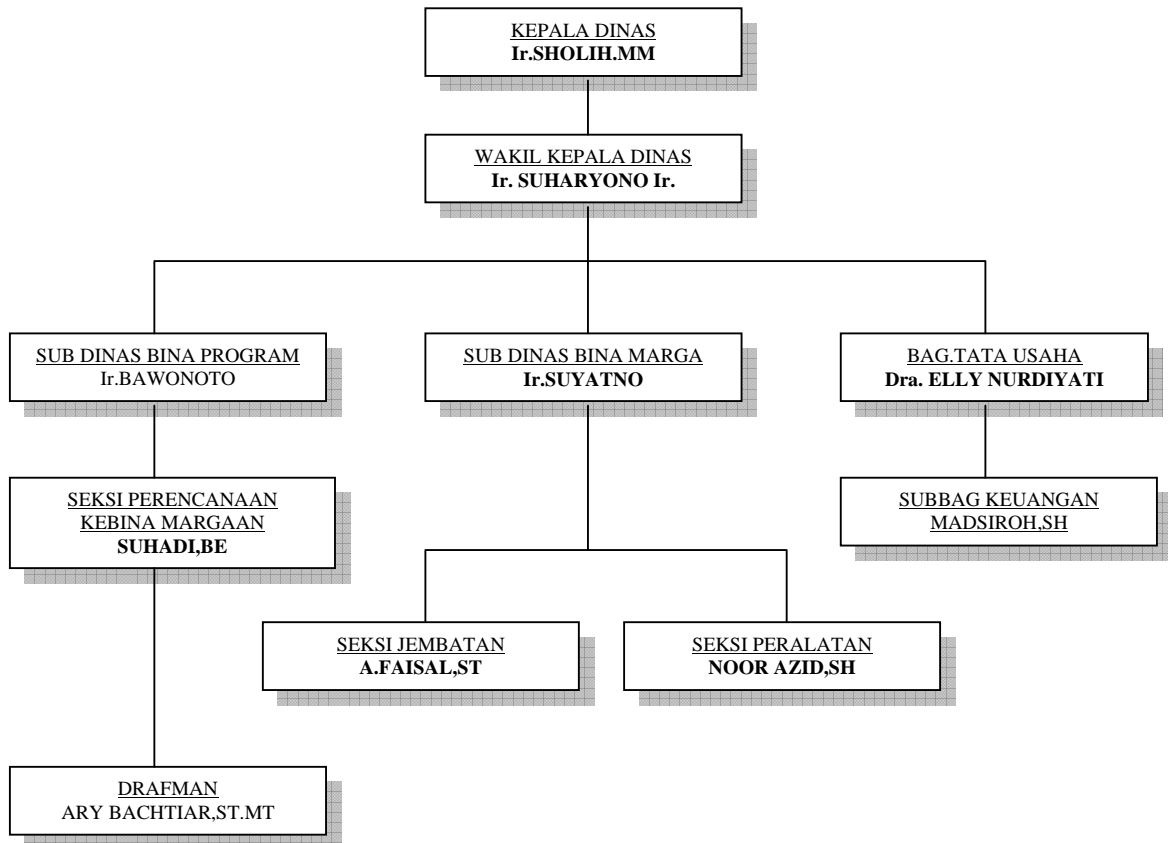 KEPALA DINAS
Ir.SHOLIH.MM
WAKIL KEPALA DINAS
Ir. SUHARYONO Ir.
SUB DINAS BINA PROGRAM
Ir.BAWONOTO
SUB DINAS BINA MARGA
Ir.SUYATNO
BAG.TATA USAHA
Dra. ELLY NURDIYATI
SEKSI PERENCANAAN
KEBINA MARGAAN
SUHADI,BE
SUBBAG KEUANGAN
MADSIROH,SH
SEKSI JEMBATAN
A.FAISAL,ST
SEKSI PERALATAN
NOOR AZID,SH
DRAFMAN
ARY BACHTIAR,ST.MT